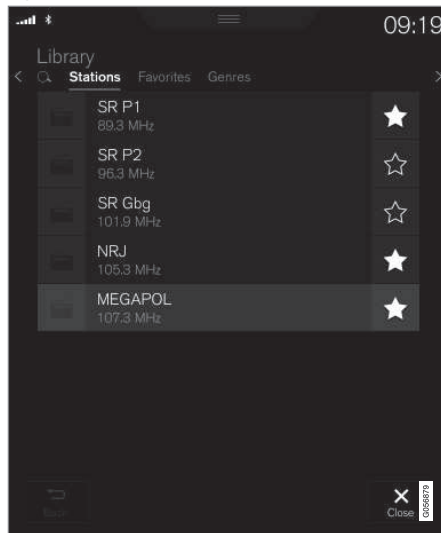 09:19
Library
Stations Favorites Genres
SR P1
89.3 MHz
SR P2
96.3 MHz
SR Gbg
101.9 MHz
NRJ
105.3 MHz
MEGAPOL
107.3 MHz
Back
Close
G056879